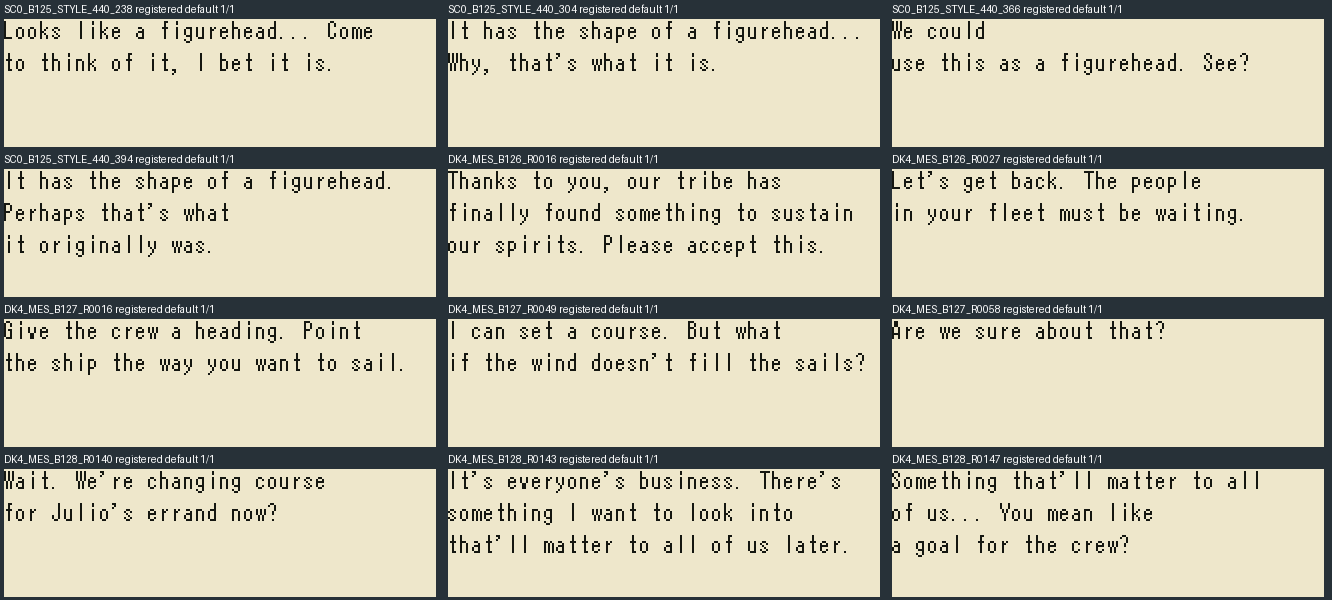 SC0_B125_STYLE_440_238 registered default 1/1
Looks like a figurehead... Come
to think of it, I bet it is.
SC0_B125_STYLE_440_304 registered default 1/1
It has the shape of a figurehead...
Why, that's what it is.
SC0_B125_STYLE_440_366 registered default 1/1
We could
use this as a figurehead. See?
SC0_B125_STYLE_440_394 registered default 1/1
It has the shape of a figurehead.
Perhaps that's what
it originally was.
DK4_MES_B126_R0016 registered default 1/1
Thanks to you, our tribe has
finally found something to sustain
our spirits. Please accept this.
DK4_MES_B126_R0027 registered default 1/1
Let's get back. The people
in your fleet must be waiting.
DK4_MES_B127_R0016 registered default 1/1
Give the crew a heading. Point
the ship the way you want to sail.
DK4_MES_B127_R0049 registered default 1/1
I can set a course. But what
if the wind doesn't fill the sails?
DK4_MES_B127_R0058 registered default 1/1
Are we sure about that?
DK4_MES_B128_R0140 registered default 1/1
Wait. We're changing course
for Julio's errand now?
DK4_MES_B128_R0143 registered default 1/1
It's everyone's business. There's
something I want to look into
that'll matter to all of us later.
DK4_MES_B128_R0147 registered default 1/1
Something that'll matter to all
of us... You mean like
a goal for the crew?